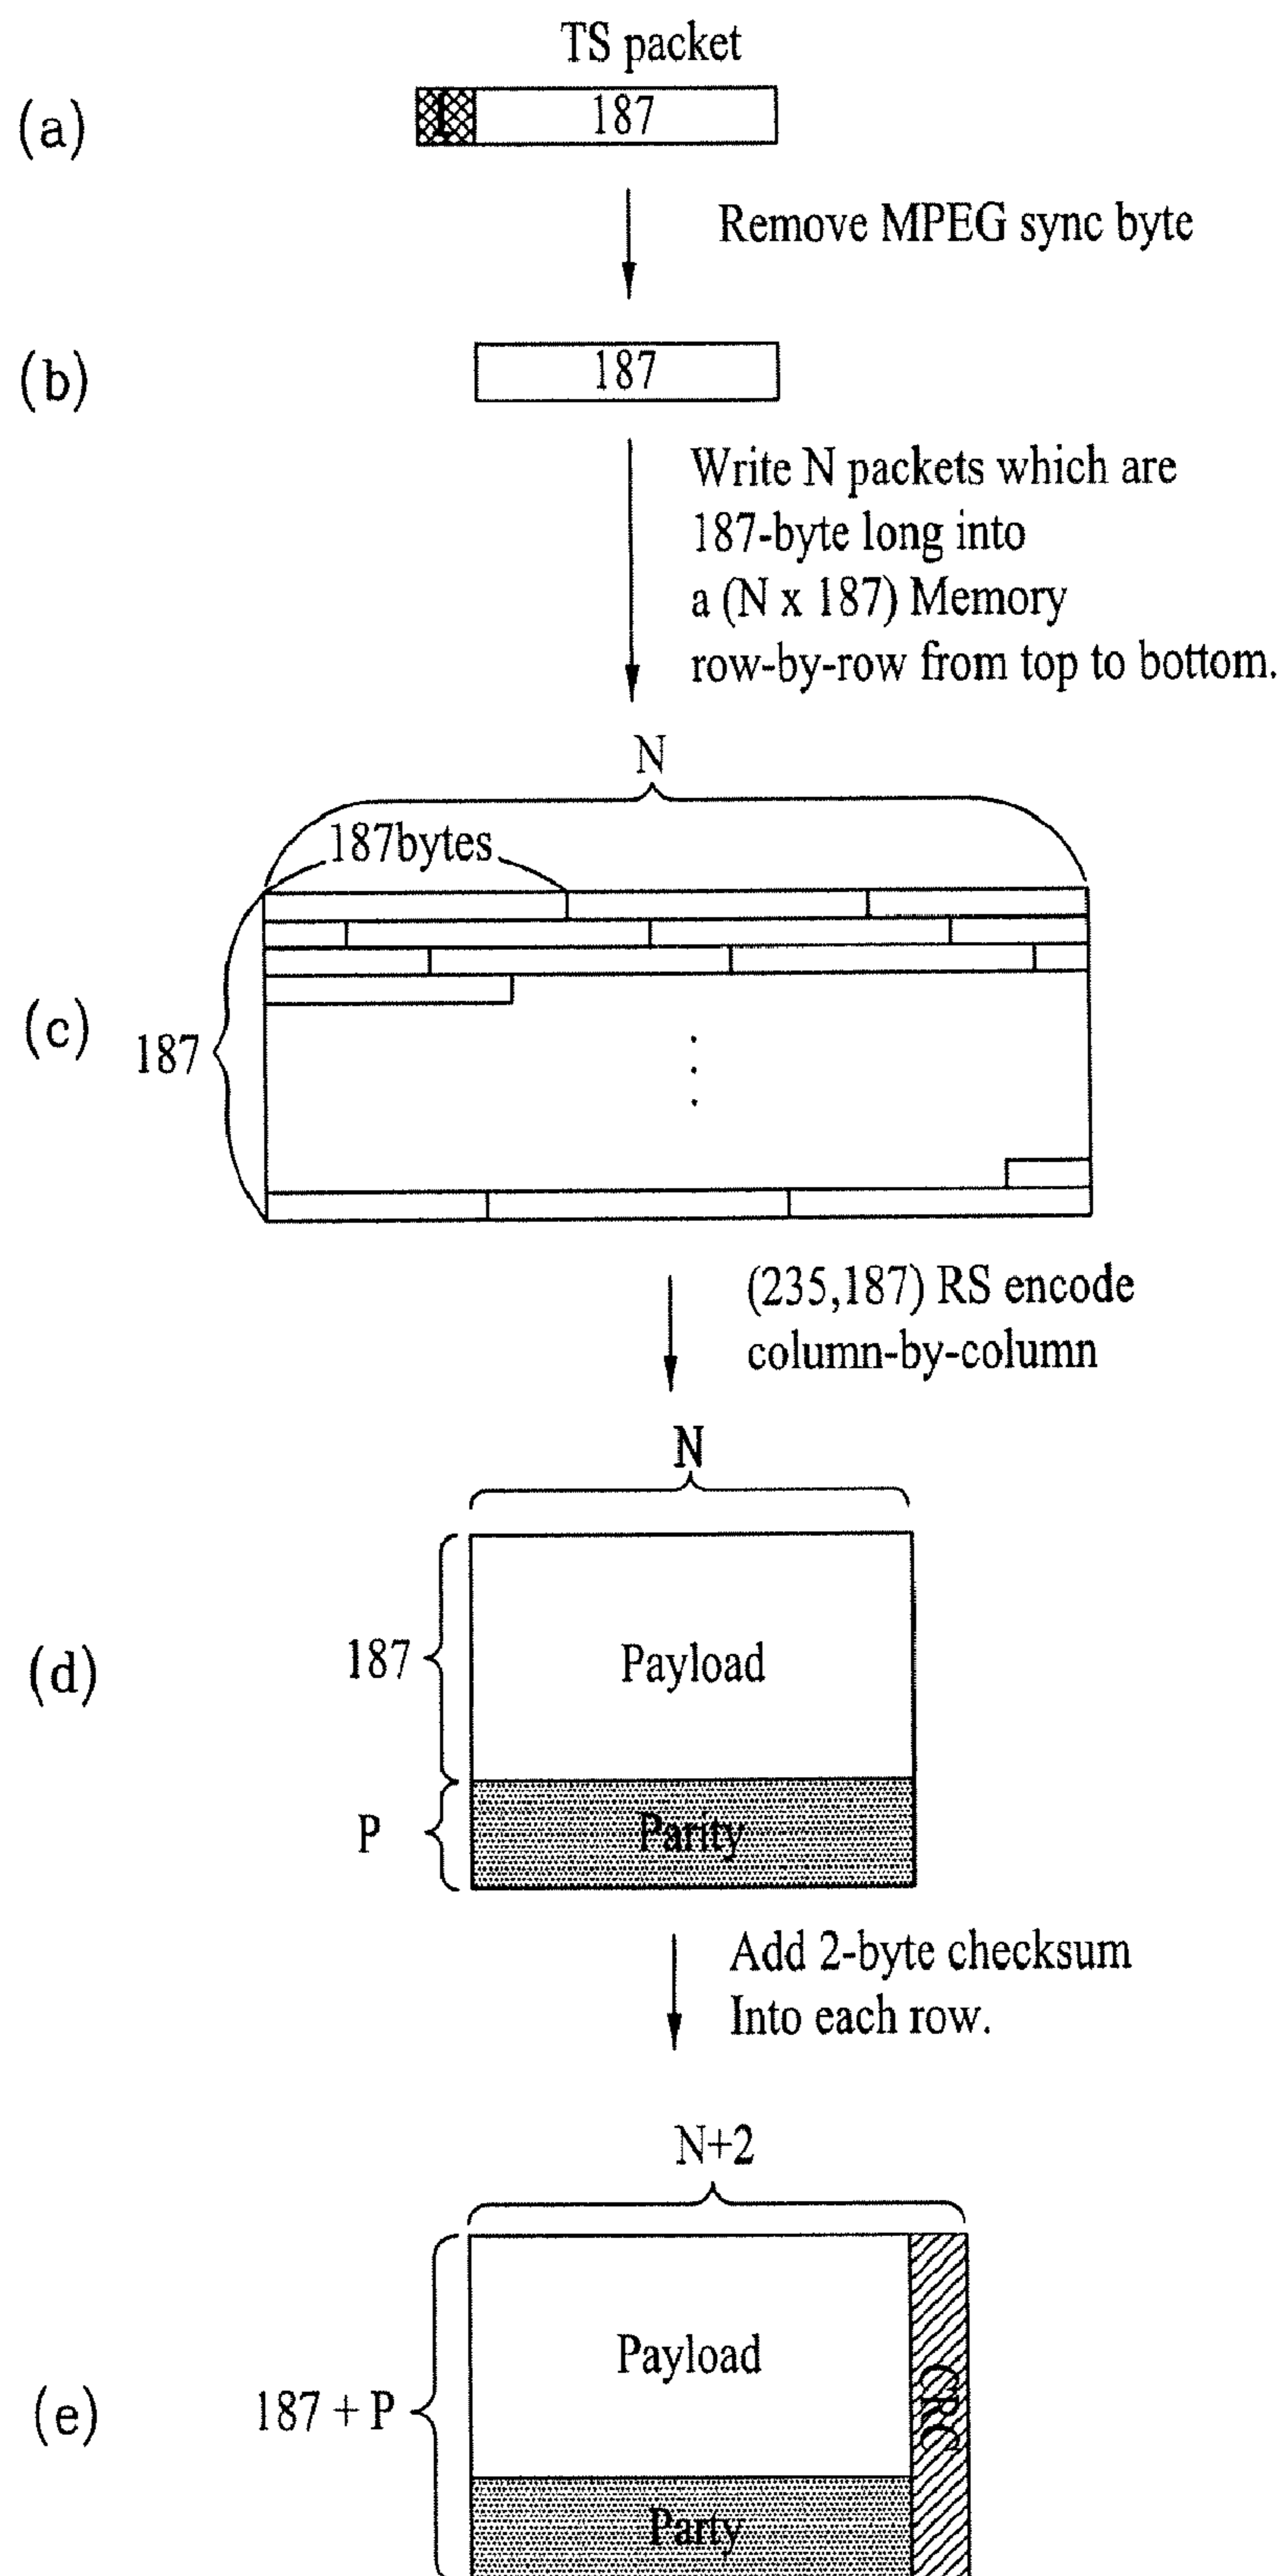 TS packet
(a)
1 187
Remove MPEG sync byte
(b)
187
Write N packets which are
187-byte long into
a (N x 187) Memory
row-by-row from top to bottom.
N
187bytes
(c)
187
(235,187) RS encode
column-by-column
N
(d)
187
Payload
P
Parity
Add 2-byte checksum
Into each row.
N+2
(e)
187 + P
Payload
CRC
Party